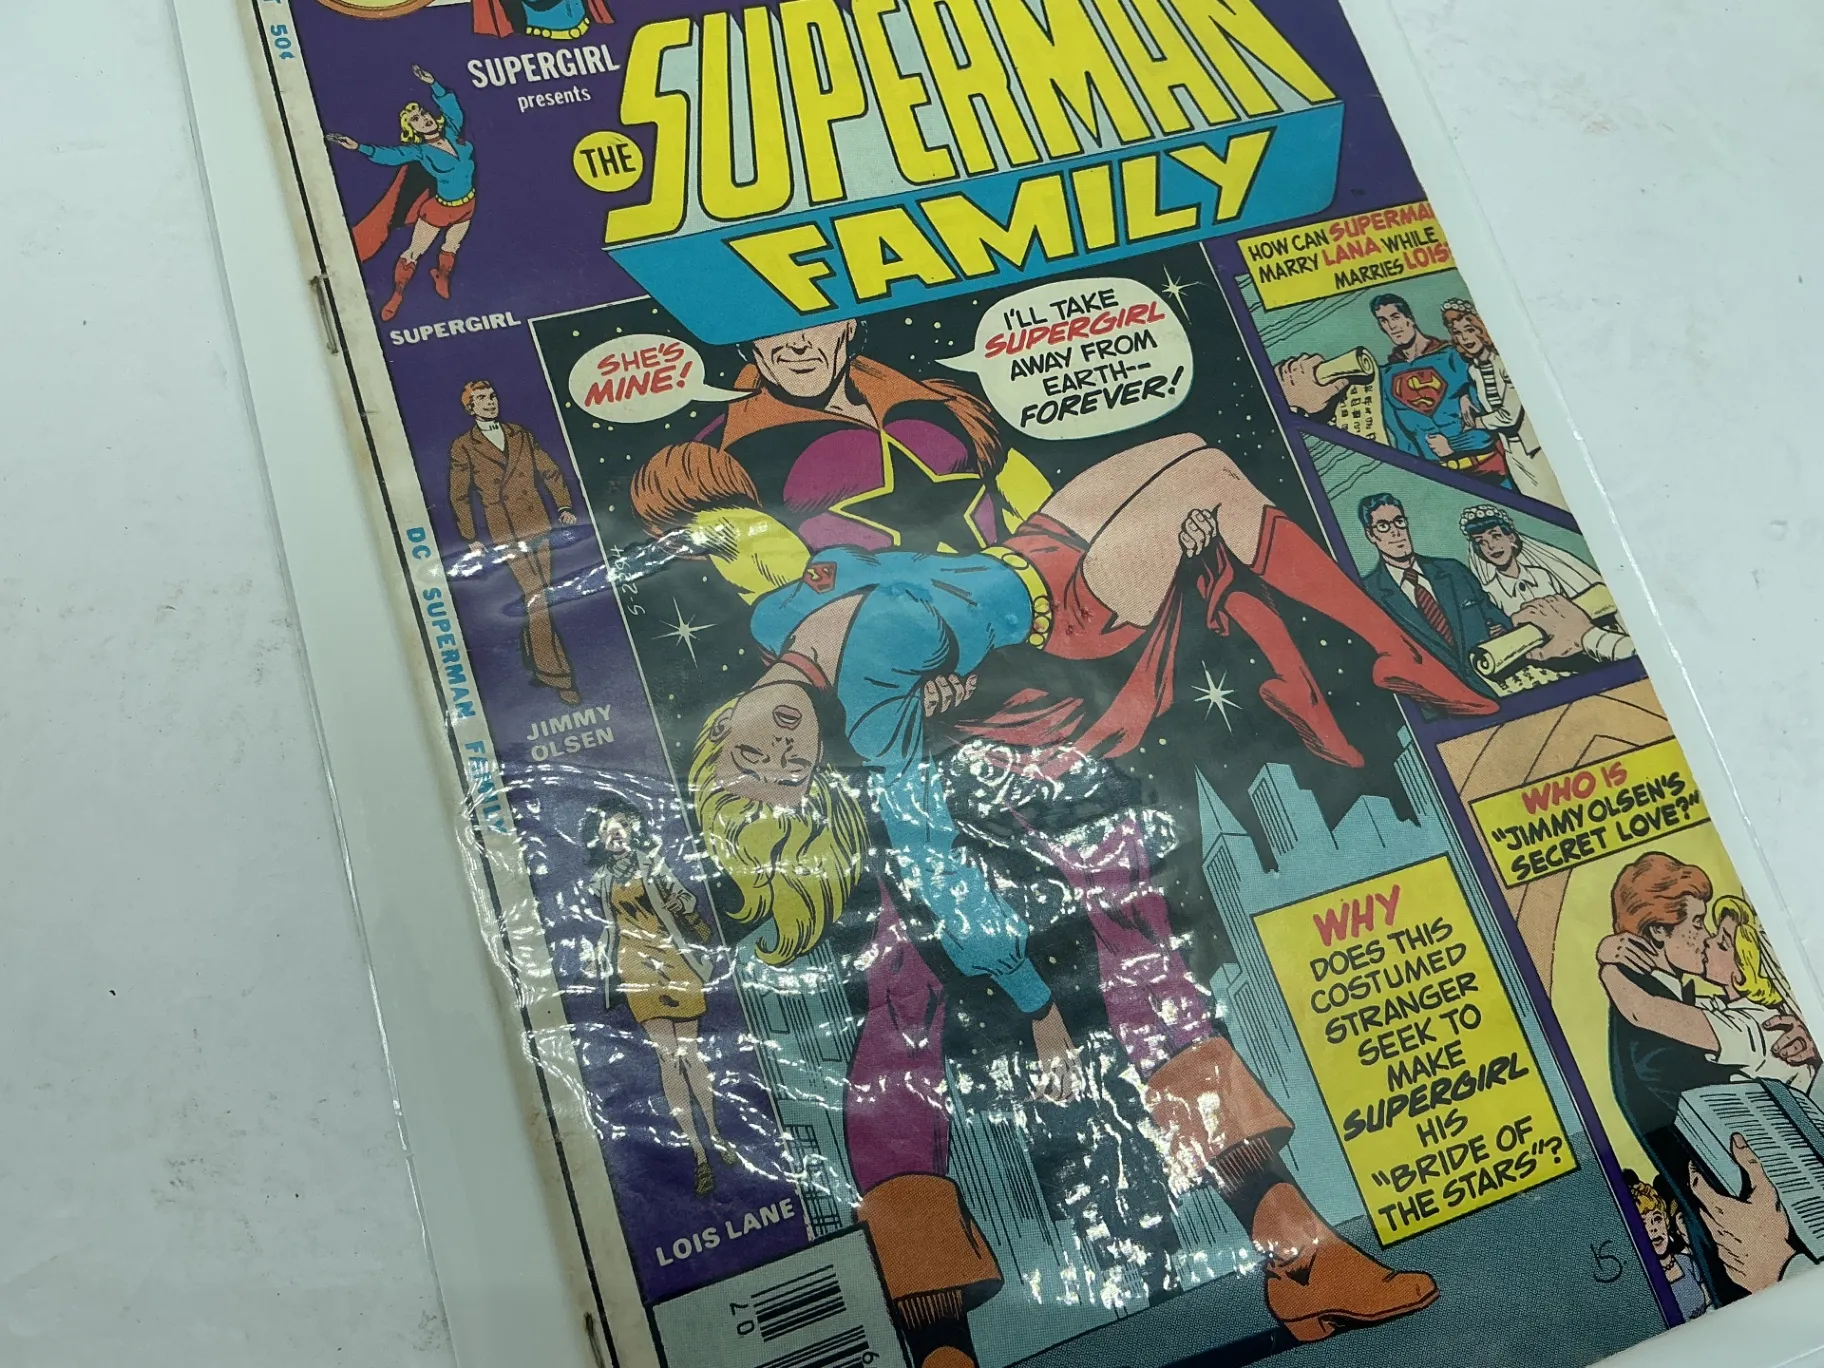 50¢
SUPERGIRL
presents
THE
SUPERMAN
FAMILY
SUPERGIRL
SHE'S
MINE!
I'LL TAKE
SUPERGIRL
AWAY FROM
EARTH--
FOREVER!
HOW CAN SUPERMAN
MARRY LANA WHILE
MARRIES LOIS
JIMMY
OLSEN
DC SUPERMAN FAMILY
WHO IS
"JIMMY OLSEN'S
SECRET LOVE?"
WHY
DOES THIS
COSTUMED
STRANGER
SEEK TO
MAKE
SUPERGIRL
HIS
"BRIDE OF
THE STARS"?
LOIS LANE
70